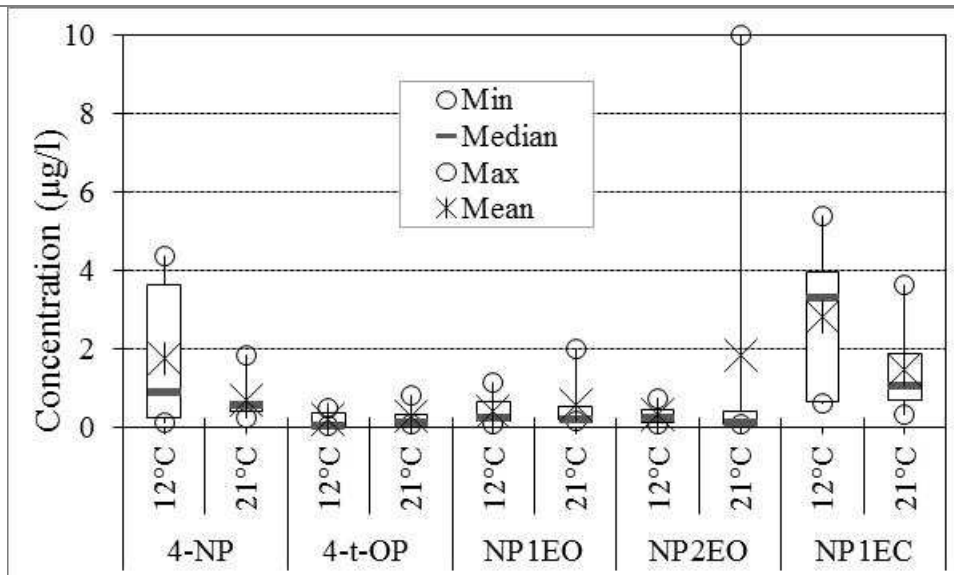 10
8
6
4
2
0
Concentration (µg/l)
Min
Median
Max
Mean
12°C 21°C 12°C 21°C 12°C 21°C 12°C 21°C 12°C 21°C
4-NP 4-t-OP NP1EO NP2EO NP1EC